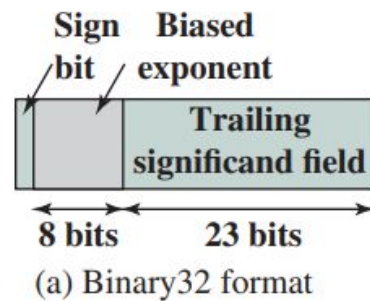 Sign Biased
bit exponent
Trailing
significand field
8 bits 23 bits
(a) Binary32 format